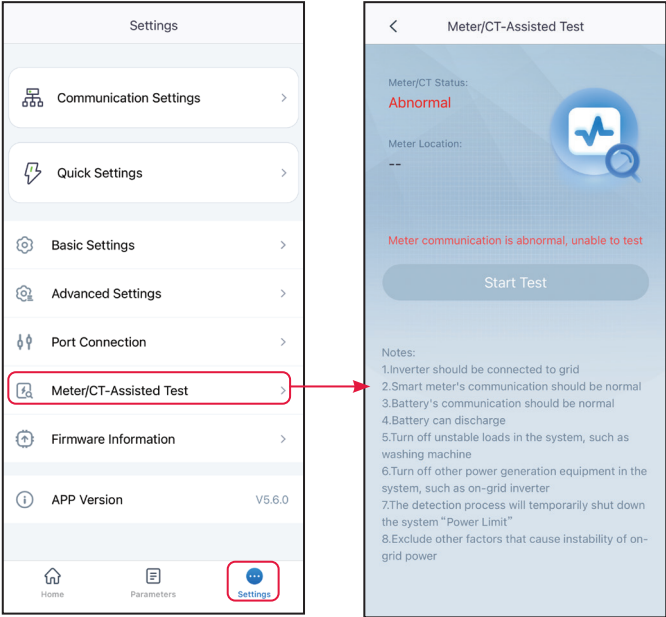 Settings
Communication Settings
Quick Settings
Basic Settings
Advanced Settings
Port Connection
Meter/CT-Assisted Test
Firmware Information
APP Version V5.6.0
Home Parameters Settings
Meter/CT-Assisted Test
Meter/CT Status:
Abnormal
Meter Location:
--
Meter communication is abnormal, unable to test
Start Test
Notes:
1.Inverter should be connected to grid
2.Smart meter's communication should be normal
3.Battery's communication should be normal
4.Battery can discharge
5.Turn off unstable loads in the system, such as
washing machine
6.Turn off other power generation equipment in the
system, such as on-grid inverter
7.The detection process will temporarily shut down
the system “Power Limit”
8.Exclude other factors that cause instability of on-
grid power